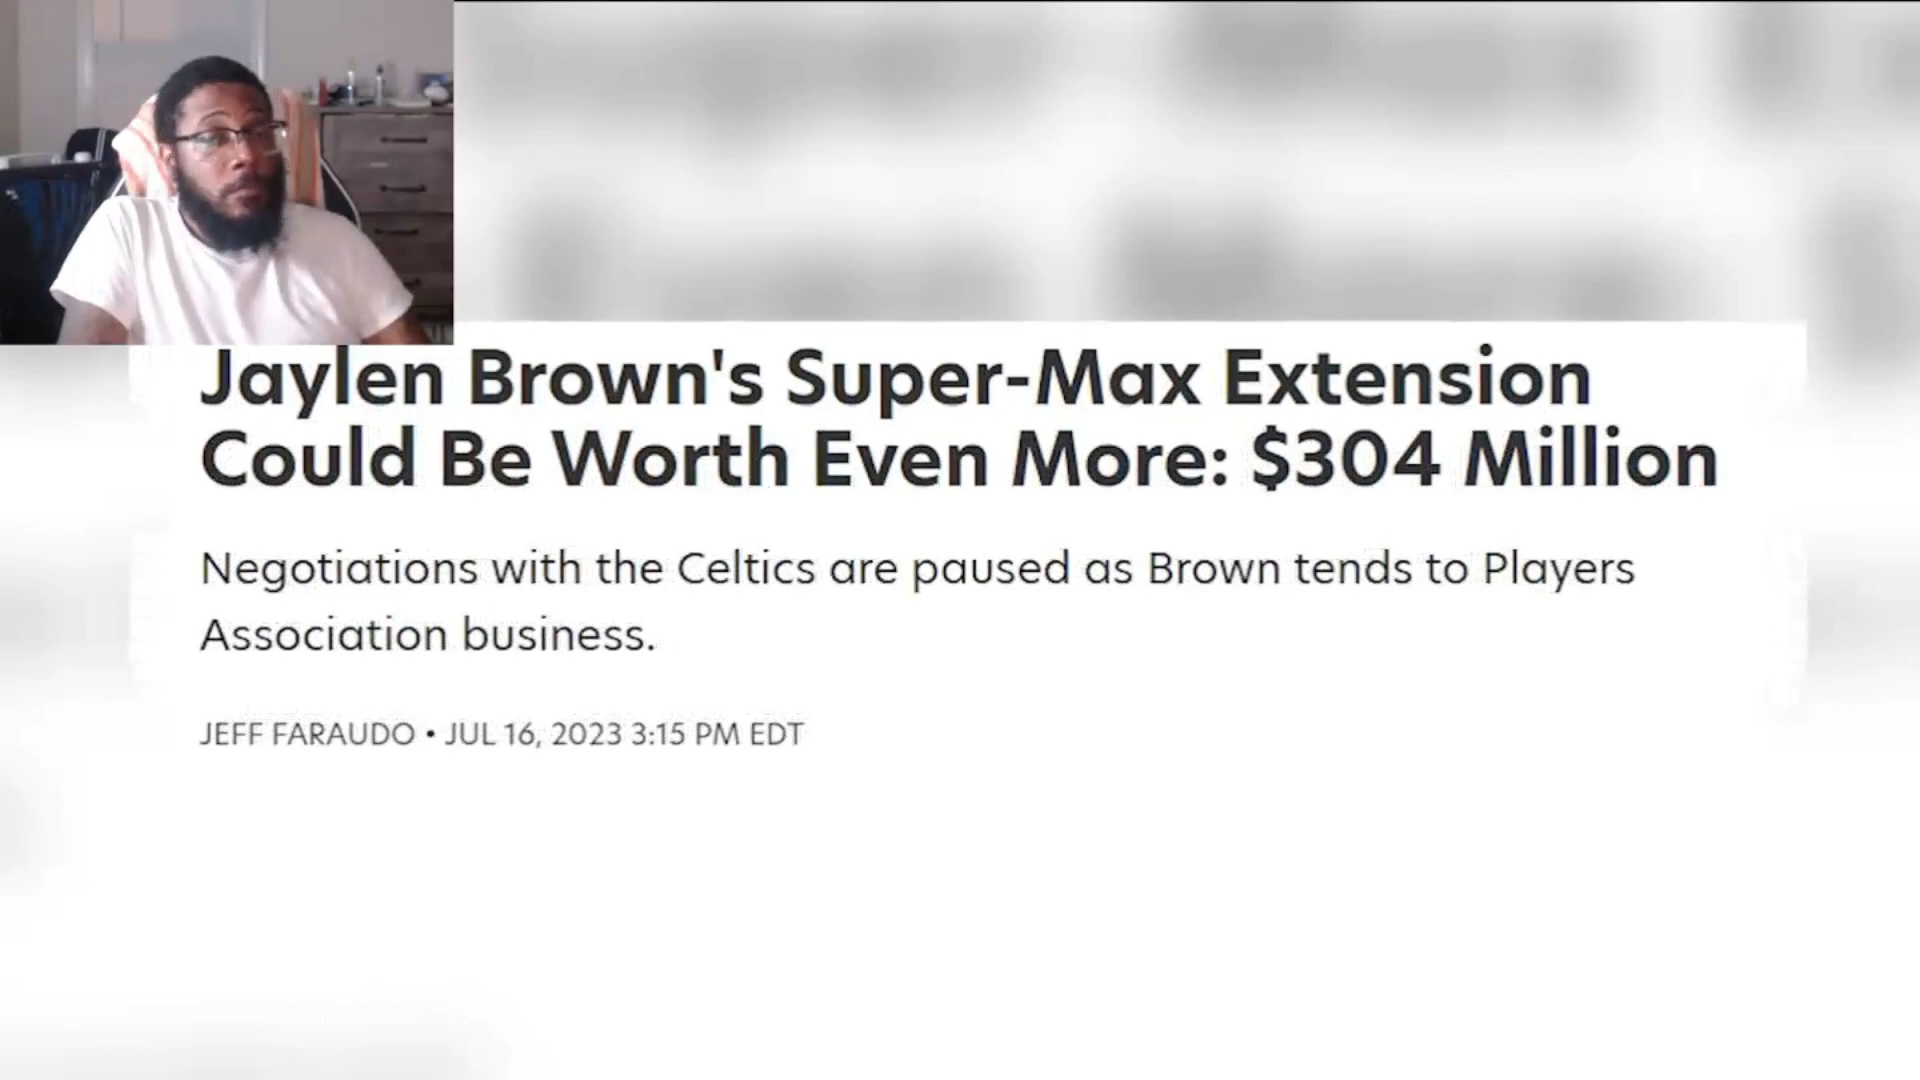 Jaylen Brown's Super-Max Extension
Could Be Worth Even More: $304 Million
Negotiations with the Celtics are paused as Brown tends to Players
Association business.
JEFF FARAUDO • JUL 16, 2023 3:15 PM EDT